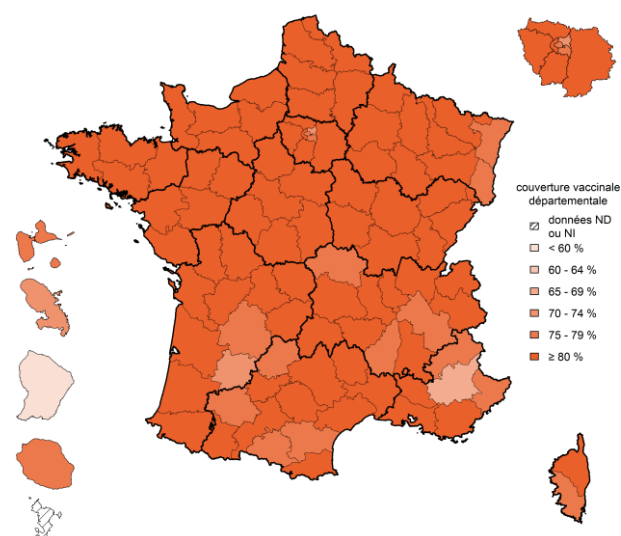 couverture vaccinale
départementale
données ND
ou NI
< 60 %
60 - 64 %
65 - 69 %
70 - 74 %
75 - 79 %
≥ 80 %